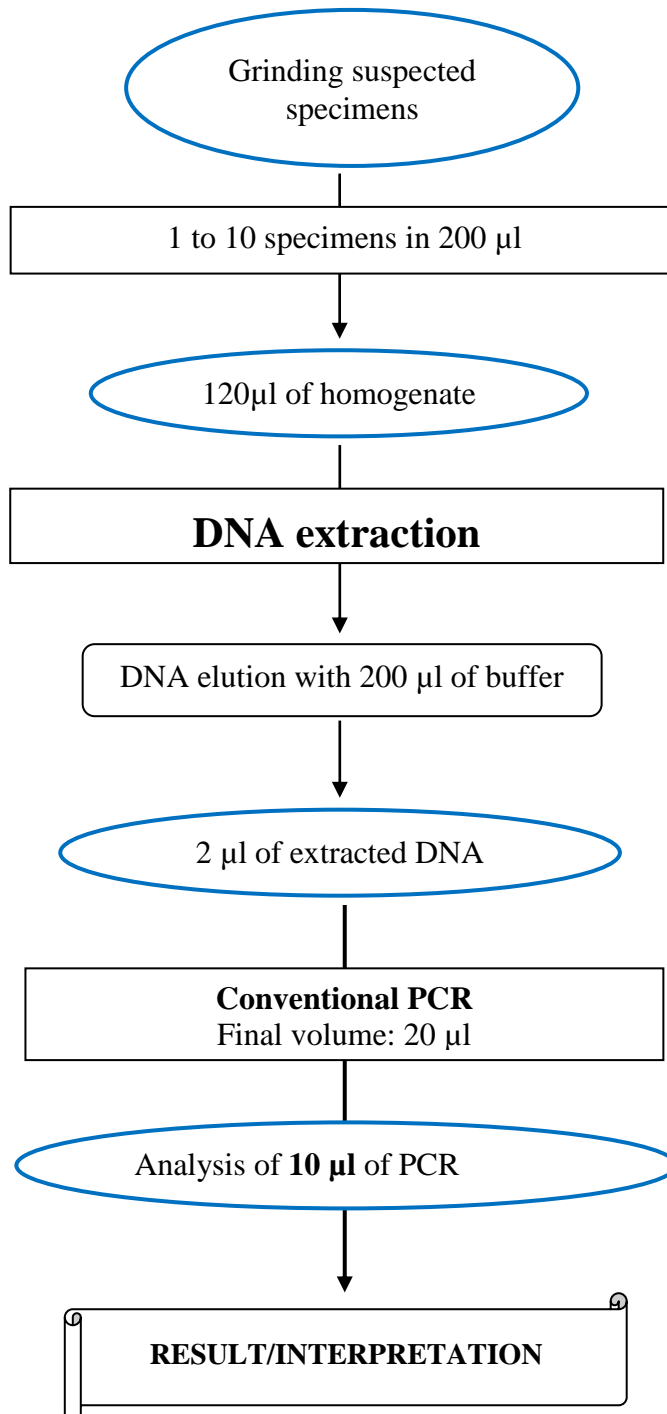 Grinding suspected
specimens
1 to 10 specimens in 200 µl
120µl of homogenate
DNA extraction
DNA elution with 200 µl of buffer
2 µl of extracted DNA
Conventional PCR
Final volume: 20 µl
Analysis of 10 µl of PCR
RESULT/INTERPRETATION